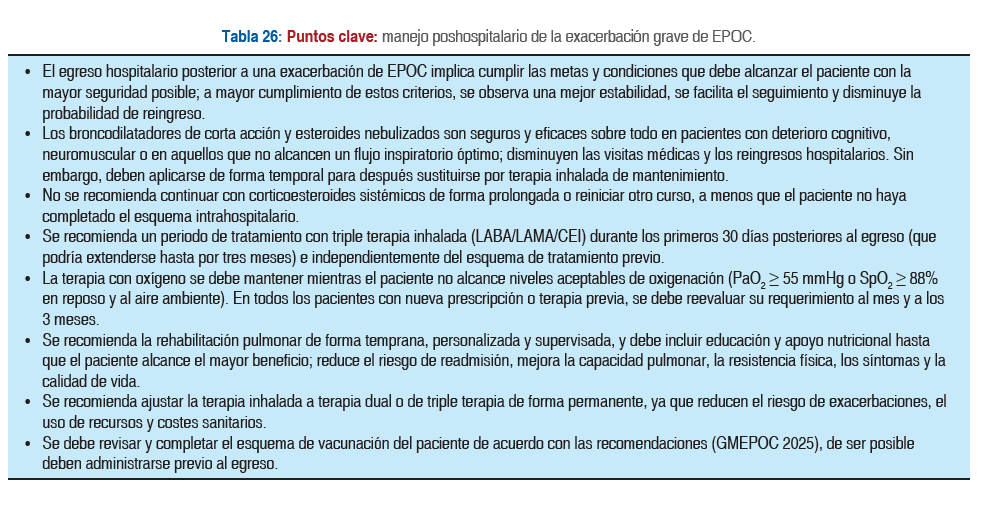 Tabla 26: Puntos clave: manejo poshospitalario de la exacerbación grave de EPOC.
• El egreso hospitalario posterior a una exacerbación de EPOC implica cumplir las metas y condiciones que debe alcanzar el paciente con la
mayor seguridad posible; a mayor cumplimiento de estos criterios, se observa una mejor estabilidad, se facilita el seguimiento y disminuye la
probabilidad de reingreso.
• Los broncodilatadores de corta acción y esteroides nebulizados son seguros y eficaces sobre todo en pacientes con deterioro cognitivo,
neuromuscular o en aquellos que no alcancen un flujo inspiratorio óptimo; disminuyen las visitas médicas y los reingresos hospitalarios. Sin
embargo, deben aplicarse de forma temporal para después sustituirse por terapia inhalada de mantenimiento.
• No se recomienda continuar con corticoesteroides sistémicos de forma prolongada o reiniciar otro curso, a menos que el paciente no haya
completado el esquema intrahospitalario.
• Se recomienda un periodo de tratamiento con triple terapia inhalada (LABA/LAMA/CEI) durante los primeros 30 días posteriores al egreso (que
podría extenderse hasta por tres meses) e independientemente del esquema de tratamiento previo.
• La terapia con oxígeno se debe mantener mientras el paciente no alcance niveles aceptables de oxigenación (PaO₂ ≥ 55 mmHg o SpO₂ ≥ 88%
en reposo y al aire ambiente). En todos los pacientes con nueva prescripción o terapia previa, se debe reevaluar su requerimiento al mes y a los
3 meses.
• Se recomienda la rehabilitación pulmonar de forma temprana, personalizada y supervisada, y debe incluir educación y apoyo nutricional hasta
que el paciente alcance el mayor beneficio; reduce el riesgo de readmisión, mejora la capacidad pulmonar, la resistencia física, los síntomas y la
calidad de vida.
• Se recomienda ajustar la terapia inhalada a terapia dual o de triple terapia de forma permanente, ya que reducen el riesgo de exacerbaciones, el
uso de recursos y costes sanitarios.
• Se debe revisar y completar el esquema de vacunación del paciente de acuerdo con las recomendaciones (GMEPOC 2025), de ser posible
deben administrarse previo al egreso.